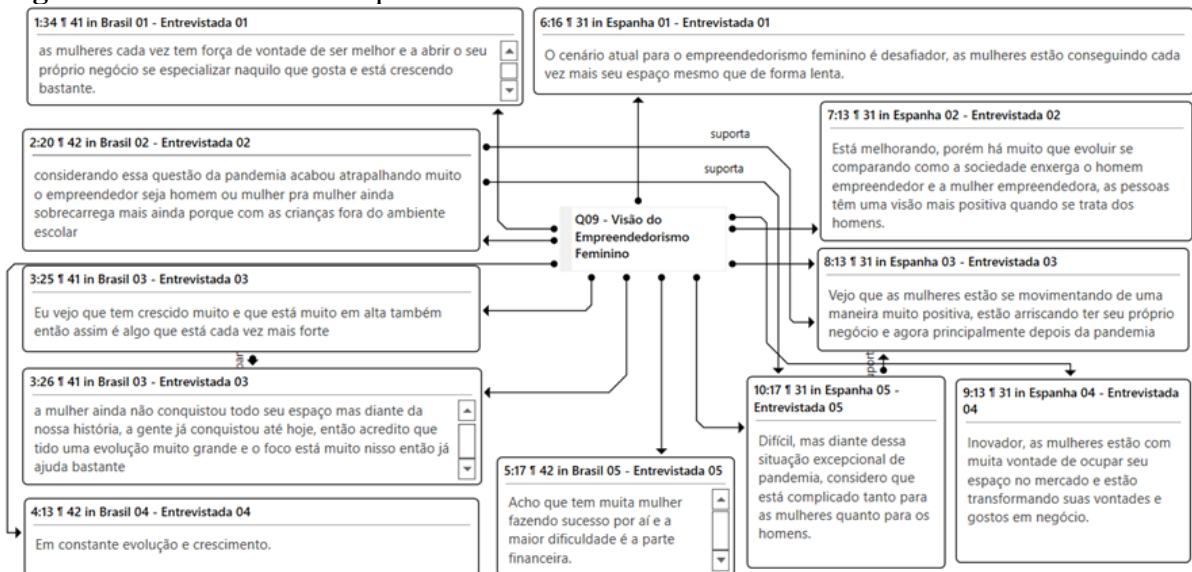 1:34 ¶ 41 in Brasil 01 - Entrevistada 01
as mulheres cada vez tem força de vontade de ser melhor e a abrir o seu
próprio negócio se especializar naquilo que gosta e está crescendo
bastante.
6:16 ¶ 31 in Espanha 01 - Entrevistada 01
O cenário atual para o empreendedorismo feminino é desafiador, as mulheres estão conseguindo cada
vez mais seu espaço mesmo que de forma lenta.
2:20 ¶ 42 in Brasil 02 - Entrevistada 02
considerando essa questão da pandemia acabou atrapalhando muito
o empreendedor seja homem ou mulher pra mulher ainda
sobrecarrega mais ainda porque com as crianças fora do ambiente
escolar
suporta
suporta
7:13 ¶ 31 in Espanha 02 - Entrevistada 02
Está melhorando, porém há muito que evoluir se
comparando como a sociedade enxerga o homem
empreendedor e a mulher empreendedora, as pessoas
têm uma visão mais positiva quando se trata dos
homens.
Q09 - Visão do
Empreendedorismo
Feminino
3:25 ¶ 41 in Brasil 03 - Entrevistada 03
Eu vejo que tem crescido muito e que está muito em alta também
então assim é algo que está cada vez mais forte
8:13 ¶ 31 in Espanha 03 - Entrevistada 03
Vejo que as mulheres estão se movimentando de uma
maneira muito positiva, estão arriscando ter seu próprio
negócio e agora principalmente depois da pandemia
3:26 ¶ 41 in Brasil 03 - Entrevistada 03
a mulher ainda não conquistou todo seu espaço mas diante da
nossa história, a gente já conquistou até hoje, então acredito que
tido uma evolução muito grande e o foco está muito nisso então já
ajuda bastante
10:17 ¶ 31 in Espanha 05 -
Entrevistada 05
Difícil, mas diante dessa
situação excepcional de
pandemia, considero que
está complicado tanto para
as mulheres quanto para os
homens.
9:13 ¶ 31 in Espanha 04 - Entrevistada
04
Inovador, as mulheres estão com
muita vontade de ocupar seu
espaço no mercado e estão
transformando suas vontades e
gostos em negócio.
5:17 ¶ 42 in Brasil 05 - Entrevistada 05
Acho que tem muita mulher
fazendo sucesso por aí e a
maior dificuldade é a parte
financeira.
4:13 ¶ 42 in Brasil 04 - Entrevistada 04
Em constante evolução e crescimento.